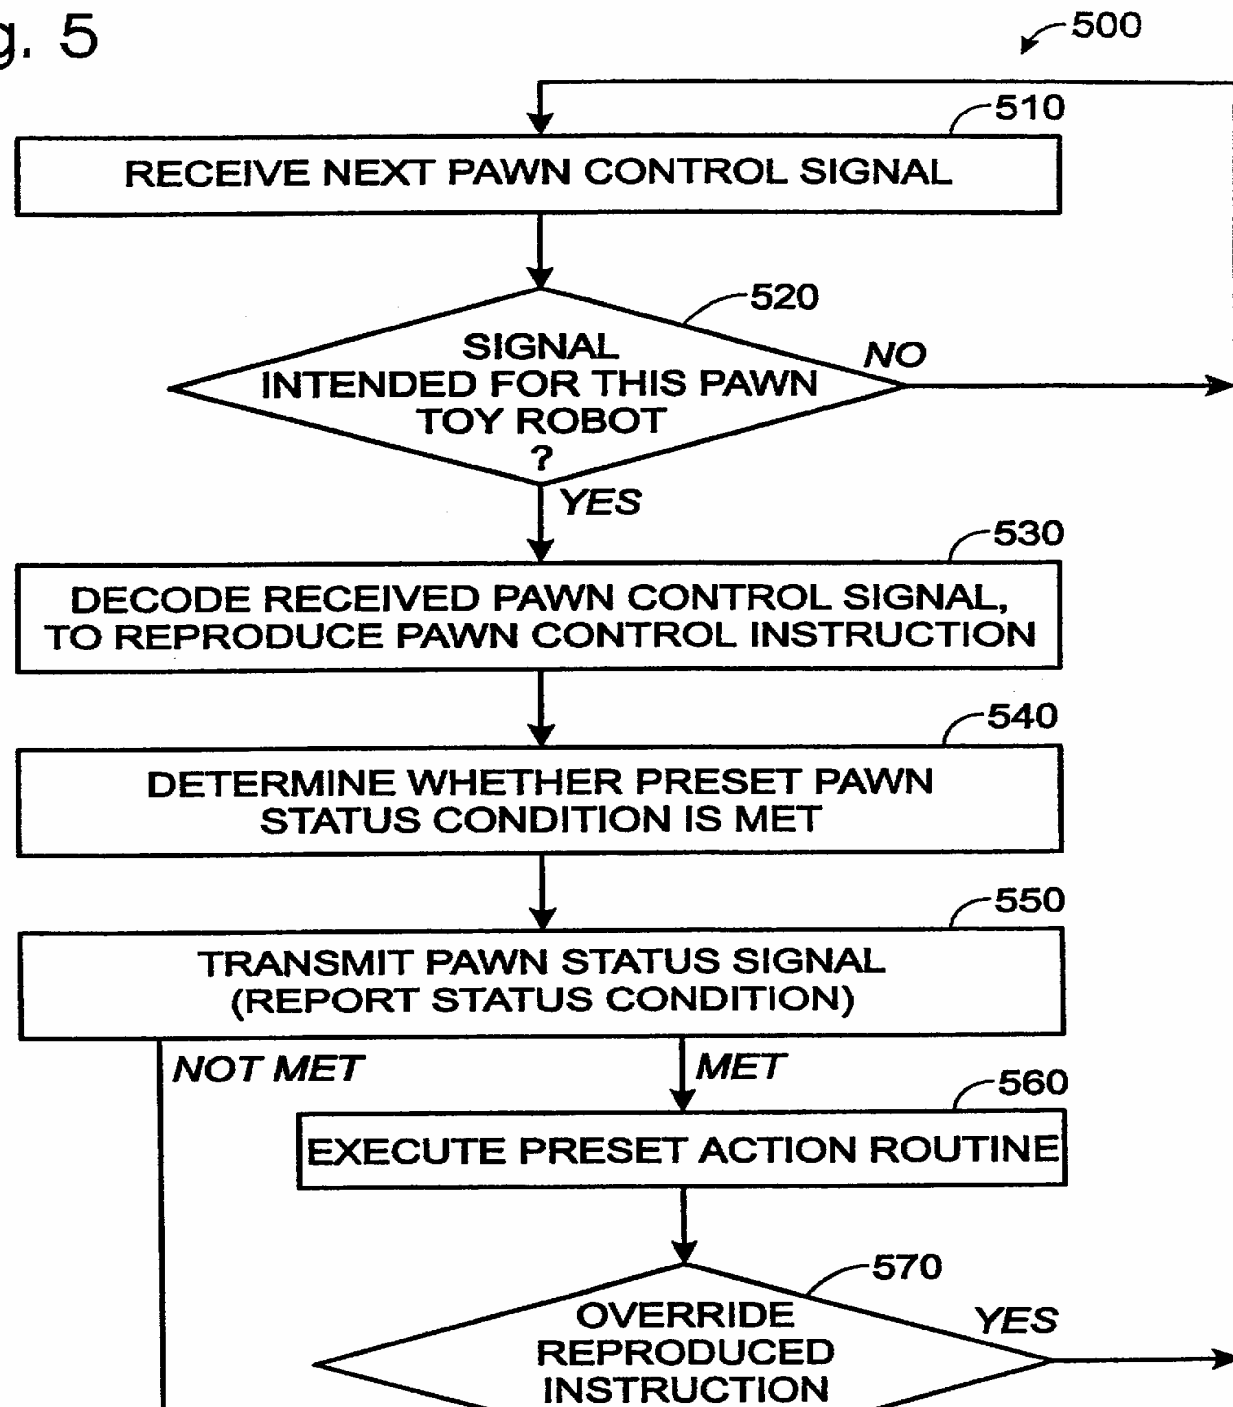 g. 5
500
510
RECEIVE NEXT PAWN CONTROL SIGNAL
520
SIGNAL
INTENDED FOR THIS PAWN
TOY ROBOT
?
NO
YES
530
DECODE RECEIVED PAWN CONTROL SIGNAL,
TO REPRODUCE PAWN CONTROL INSTRUCTION
540
DETERMINE WHETHER PRESET PAWN
STATUS CONDITION IS MET
550
TRANSMIT PAWN STATUS SIGNAL
(REPORT STATUS CONDITION)
NOT MET
MET
560
EXECUTE PRESET ACTION ROUTINE
570
OVERRIDE
REPRODUCED
INSTRUCTION
YES